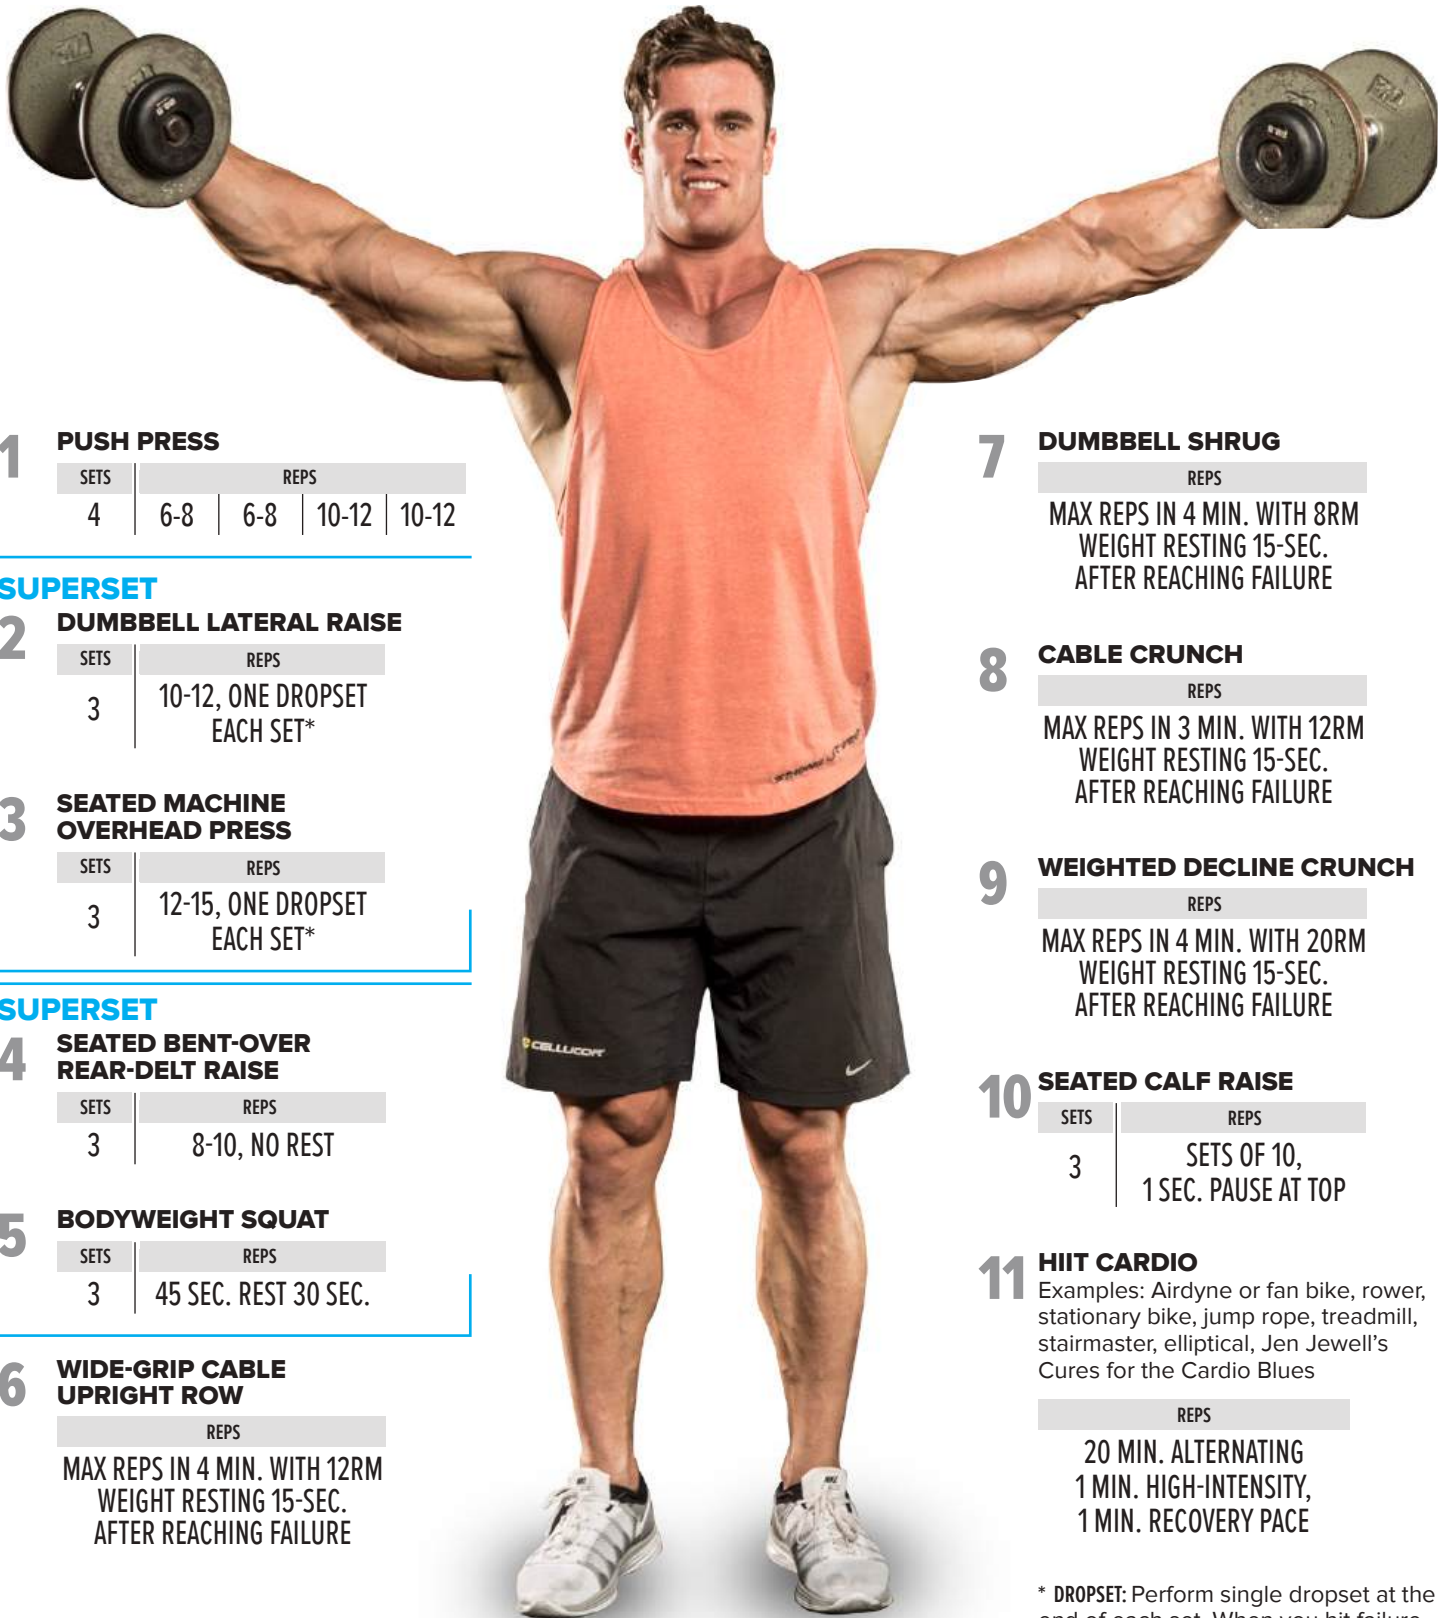 1 PUSH PRESS
SETS REPS
4 6-8 6-8 10-12 10-12
SUPERSET
2 DUMBBELL LATERAL RAISE
SETS REPS
3 10-12, ONE DROPSET
EACH SET*
3 SEATED MACHINE
OVERHEAD PRESS
SETS REPS
3 12-15, ONE DROPSET
EACH SET*
SUPERSET
4 SEATED BENT-OVER
REAR-DELT RAISE
SETS REPS
3 8-10, NO REST
5 BODYWEIGHT SQUAT
SETS REPS
3 45 SEC. REST 30 SEC.
6 WIDE-GRIP CABLE
UPRIGHT ROW
REPS
MAX REPS IN 4 MIN. WITH 12RM
WEIGHT RESTING 15-SEC.
AFTER REACHING FAILURE
CELLUCOR
7 DUMBBELL SHRUG
REPS
MAX REPS IN 4 MIN. WITH 8RM
WEIGHT RESTING 15-SEC.
AFTER REACHING FAILURE
8 CABLE CRUNCH
REPS
MAX REPS IN 3 MIN. WITH 12RM
WEIGHT RESTING 15-SEC.
AFTER REACHING FAILURE
9 WEIGHTED DECLINE CRUNCH
REPS
MAX REPS IN 4 MIN. WITH 20RM
WEIGHT RESTING 15-SEC.
AFTER REACHING FAILURE
10 SEATED CALF RAISE
SETS REPS
3 SETS OF 10,
1 SEC. PAUSE AT TOP
11 HIIT CARDIO
Examples: Airdyne or fan bike, rower,
stationary bike, jump rope, treadmill,
stairmaster, elliptical, Jen Jewell's
Cures for the Cardio Blues
REPS
20 MIN. ALTERNATING
1 MIN. HIGH-INTENSITY,
1 MIN. RECOVERY PACE
* DROPSET: Perform single dropset at the
end of each set. When you hit failure,